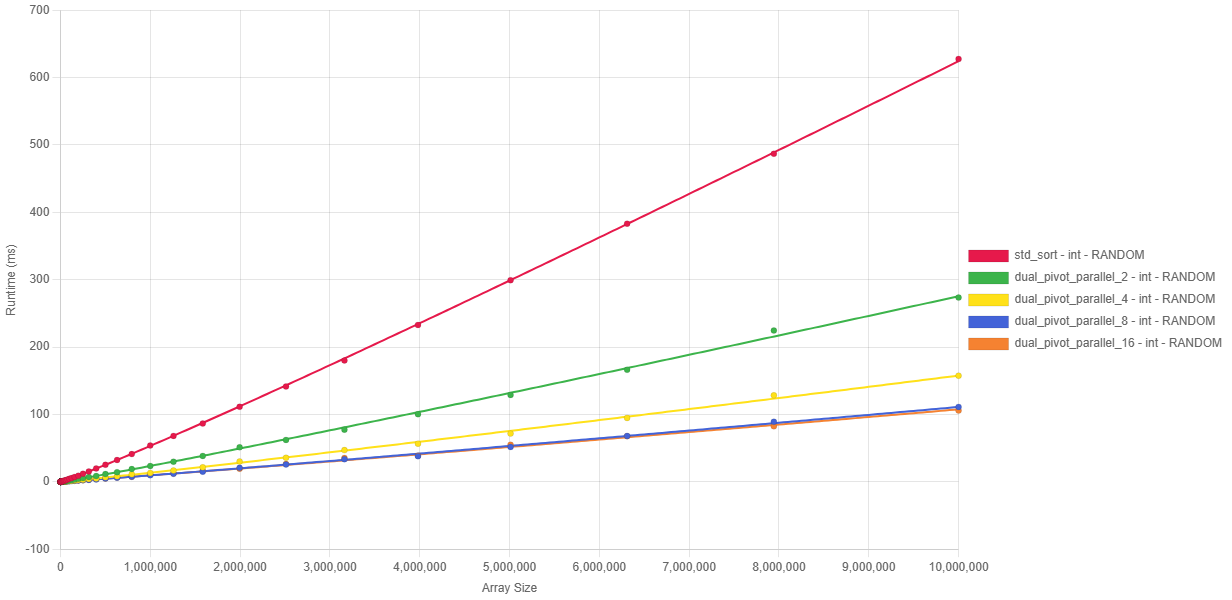 700
600
500
400
300
200
100
0
-100
Runtime (ms)
0
1,000,000
2,000,000
3,000,000
4,000,000
5,000,000
6,000,000
7,000,000
8,000,000
9,000,000
10,000,000
Array Size
std_sort - int - RANDOM
dual_pivot_parallel_2 - int - RANDOM
dual_pivot_parallel_4 - int - RANDOM
dual_pivot_parallel_8 - int - RANDOM
dual_pivot_parallel_16 - int - RANDOM